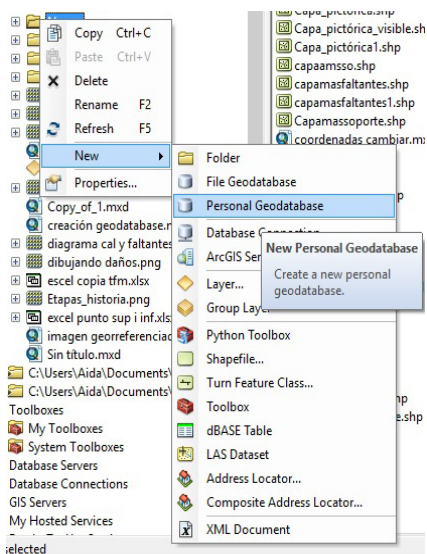 Copy Ctrl+C
Paste Ctrl+V
Delete
Rename F2
Refresh F5
New
Properties...
Copy_of_1.mxd
creación geodatabase.
diagrama cal y faltantes
dibujando daños.png
escel copia tfm.xlsx
Etapas_historia.png
excel punto sup i inf.xls
imagen georreferenciac
Sin título.mxd
C:\Users\Aida\Documents\
C:\Users\Aida\Documents\
Toolboxes
My Toolboxes
System Toolboxes
Database Servers
Database Connections
GIS Servers
My Hosted Services
selected
Folder
File Geodatabase
Personal Geodatabase
Database Connection
ArcGIS Ser
Layer...
Group Laye
Python Toolbox
Shapefile...
Turn Feature Class...
Toolbox
dBASE Table
LAS Dataset
Address Locator...
Composite Address Locator...
XML Document
New Personal Geodatabase
Create a new personal
geodatabase.
Capa_pictórica.shp
Capa_pictórica_visible.sh
Capa_pictórica1.shp
capaamsso.shp
capamasfaltantes.shp
capamasfaltantes1.shp
Capamassoporte.shp
coordenadas cambiar.mx
p
hp
e.shp